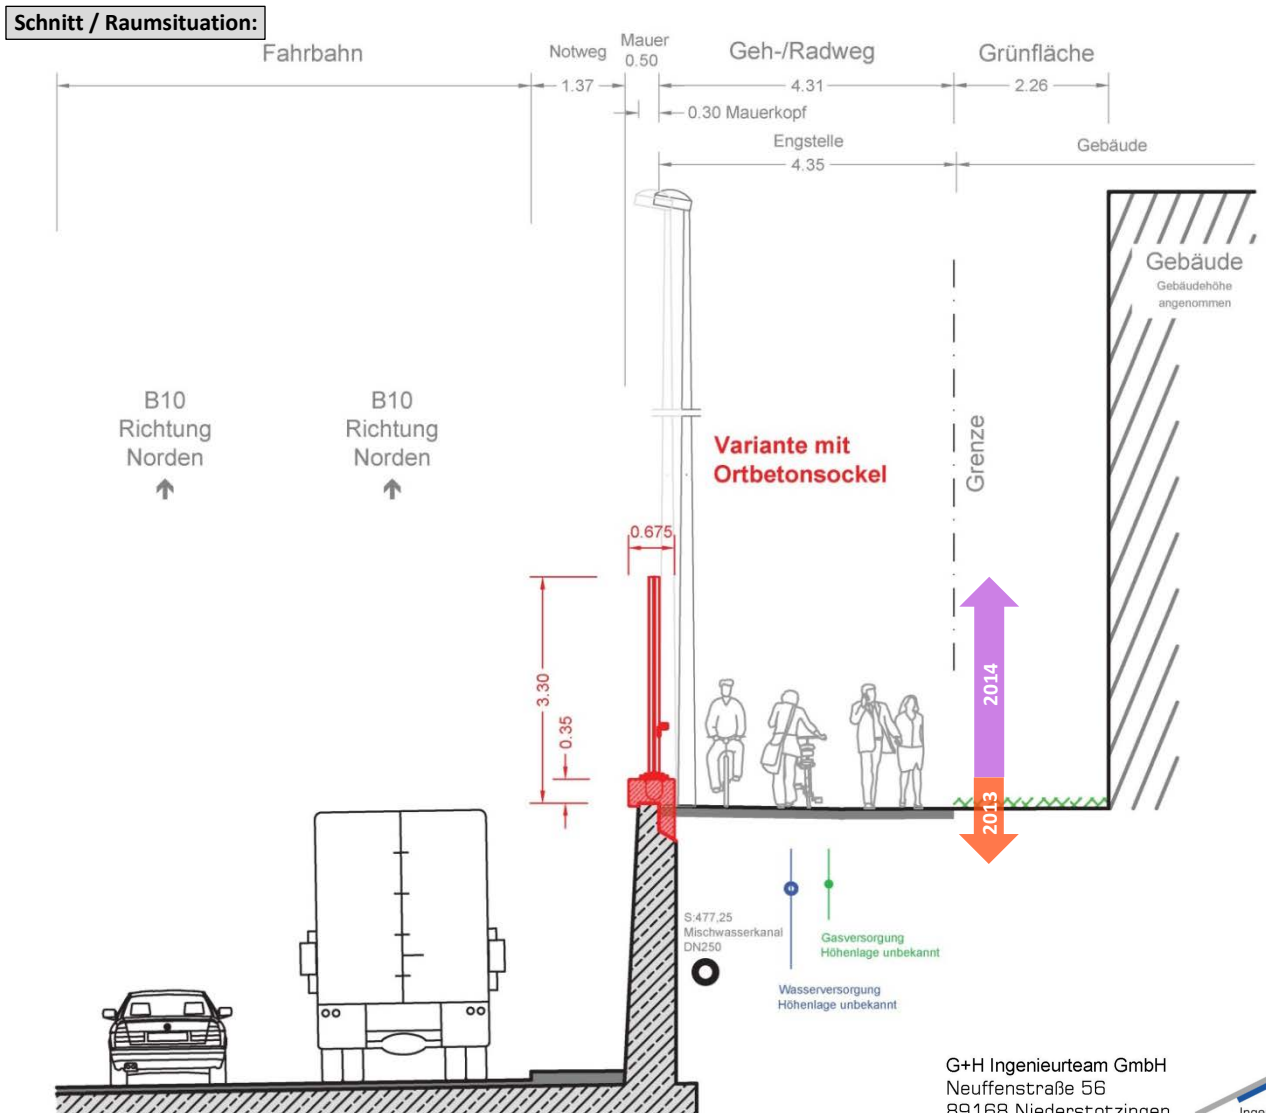 Schnitt / Raumsituation:
Fahrbahn
Notweg
Mauer
0.50
Geh-/Radweg
Grünfläche
1.37
4.31
2.26
0.30 Mauerkopf
Engstelle
4.35
Gebäude
Gebäude
Gebäudehöhe
angenommen
B10
Richtung
Norden
B10
Richtung
Norden
Variante mit
Ortbetonsockel
Grenze
0.675
3.30
0.35
2014
2013
S:477,25
Mischwasserkanal
DN250
Gasversorgung
Höhenlage unbekannt
Wasserversorgung
Höhenlage unbekannt
G+H Ingenieurteam GmbH
Neuffenstraße 56
89168 Niederstotzingen